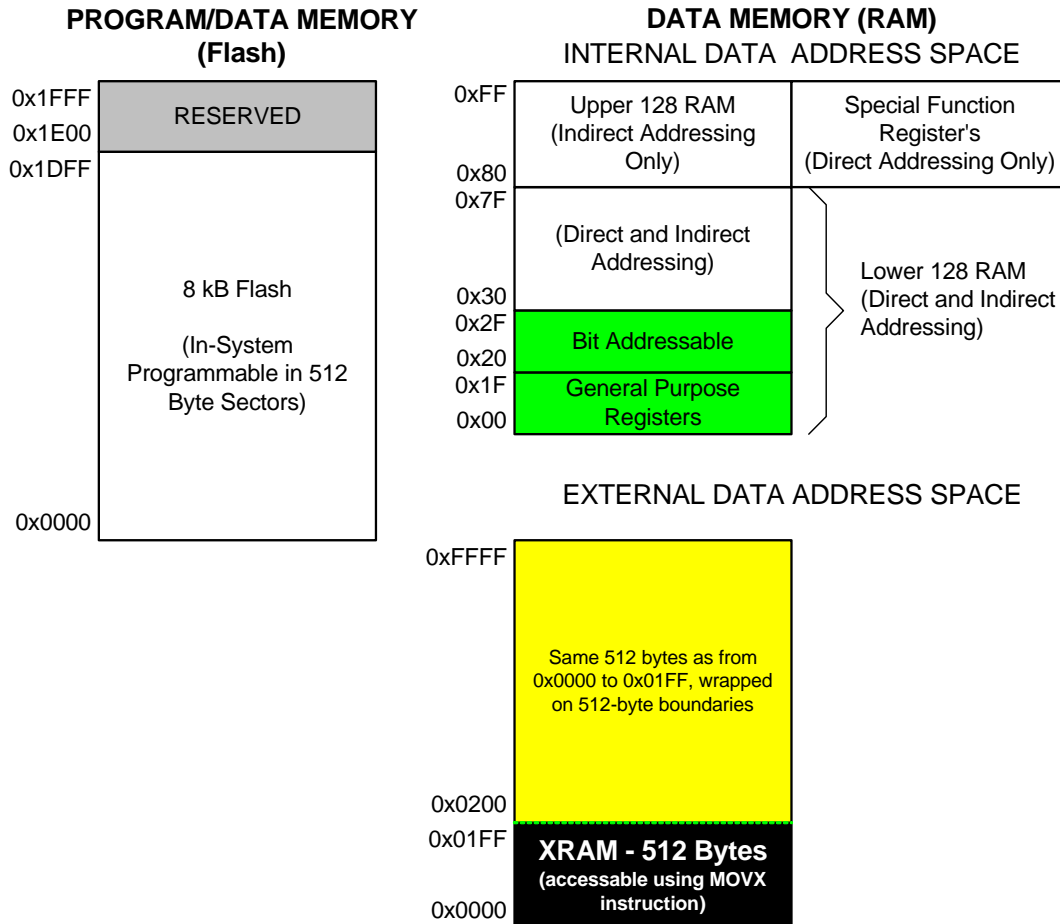 PROGRAM/DATA MEMORY
(Flash)
0x1FFF
RESERVED
0x1E00
0x1DFF
8 kB Flash
(In-System
Programmable in 512
Byte Sectors)
0x0000
DATA MEMORY (RAM)
INTERNAL DATA ADDRESS SPACE
0xFF
Upper 128 RAM
(Indirect Addressing
Only)
0x80
Special Function
Register's
(Direct Addressing Only)
0x7F
(Direct and Indirect
Addressing)
0x30
0x2F
Bit Addressable
0x20
0x1F
General Purpose
Registers
0x00
Lower 128 RAM
(Direct and Indirect
Addressing)
EXTERNAL DATA ADDRESS SPACE
0xFFFF
Same 512 bytes as from
0x0000 to 0x01FF, wrapped
on 512-byte boundaries
0x0200
0x01FF
XRAM - 512 Bytes
(accessable using MOVX
instruction)
0x0000